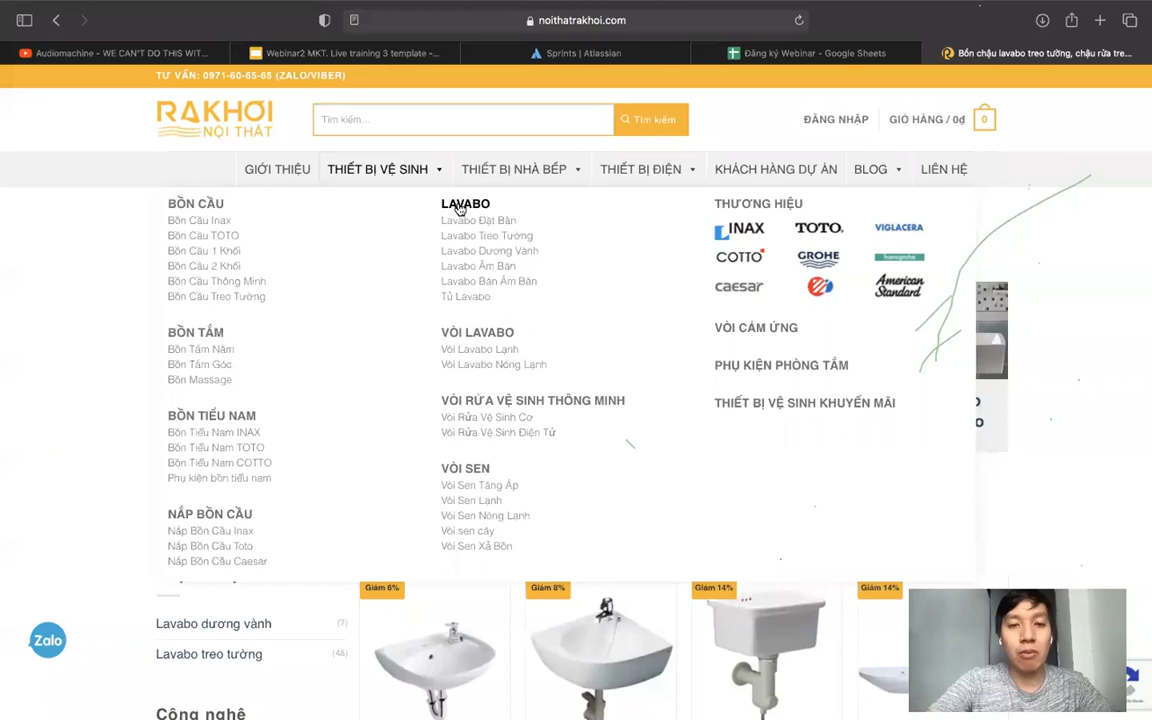 noithatrakhoi.com
Audiomachine - WE CAN'T DO THIS WIT...
Webinar2 MKT. Live training 3 template -...
Sprints | Atlassian
Đăng ký Webinar - Google Sheets
Bồn chậu lavabo treo tường, chậu rửa tre...
TƯ VẤN: 0971-60-65-65 (ZALO/VIBER)
RAKHƠI
NỘI THẤT
Tìm kiếm...
Tìm kiếm
ĐĂNG NHẬP
GIỎ HÀNG / 0₫
0
GIỚI THIỆU
THIẾT BỊ VỆ SINH
THIẾT BỊ NHÀ BẾP
THIẾT BỊ ĐIỆN
KHÁCH HÀNG DỰ ÁN
BLOG
LIÊN HỆ
BỒN CẦU
Bồn Cầu Inax
Bồn Cầu TOTO
Bồn Cầu 1 Khối
Bồn Cầu 2 Khối
Bồn Cầu Thông Minh
Bồn Cầu Treo Tường
BỒN TẮM
Bồn Tắm Nằm
Bồn Tắm Góc
Bồn Massage
BỒN TIỂU NAM
Bồn Tiểu Nam INAX
Bồn Tiểu Nam TOTO
Bồn Tiểu Nam COTTO
Phụ kiện bồn tiểu nam
NẮP BỒN CẦU
Nắp Bồn Cầu Inax
Nắp Bồn Cầu Toto
Nắp Bồn Cầu Caesar
LAVABO
Lavabo Đặt Bàn
Lavabo Treo Tường
Lavabo Dương Vành
Lavabo Âm Bàn
Lavabo Bán Âm Bàn
Tủ Lavabo
VÒI LAVABO
Vòi Lavabo Lạnh
Vòi Lavabo Nóng Lạnh
VÒI RỬA VỆ SINH THÔNG MINH
Vòi Rửa Vệ Sinh Cơ
Vòi Rửa Vệ Sinh Điện Tử
VÒI SEN
Vòi Sen Tăng Áp
Vòi Sen Lạnh
Vòi Sen Nóng Lạnh
Vòi sen cây
Vòi Sen Xả Bồn
THƯƠNG HIỆU
INAX
TOTO
VIGLACERA
COTTO
GROHE
hansgrohe
caesar
American Standard
VÒI CẢM ỨNG
PHỤ KIỆN PHÒNG TẮM
THIẾT BỊ VỆ SINH KHUYẾN MÃI
Giảm 6%
Giảm 8%
Giảm 14%
Giảm 14%
Lavabo dương vành (7)
Lavabo treo tường (48)
Zalo
Công nghệ